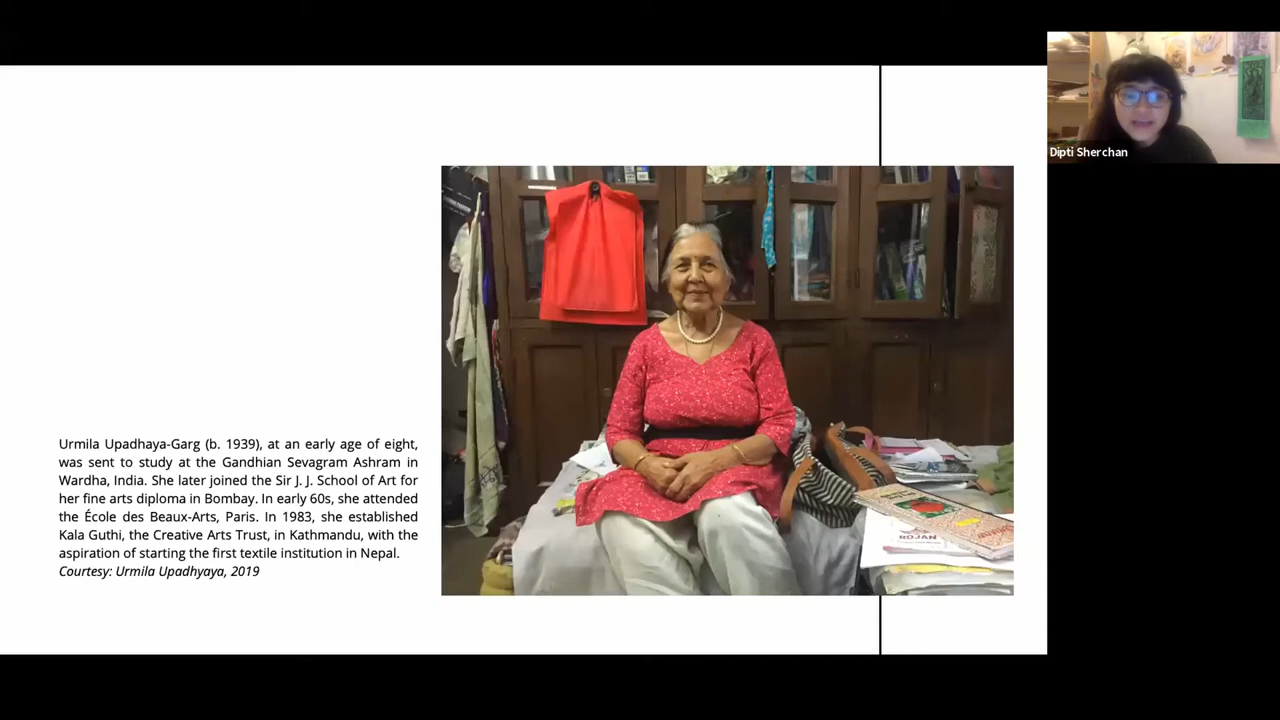 Dipti Sherchan
Urmila Upadhaya-Garg (b. 1939), at an early age of eight,
was sent to study at the Gandhian Sevagram Ashram in
Wardha, India. She later joined the Sir J. J. School of Art for
her fine arts diploma in Bombay. In early 60s, she attended
the École des Beaux-Arts, Paris. In 1983, she established
Kala Guthi, the Creative Arts Trust, in Kathmandu, with the
aspiration of starting the first textile institution in Nepal.
Courtesy: Urmila Upadhyaya, 2019
ROJAN